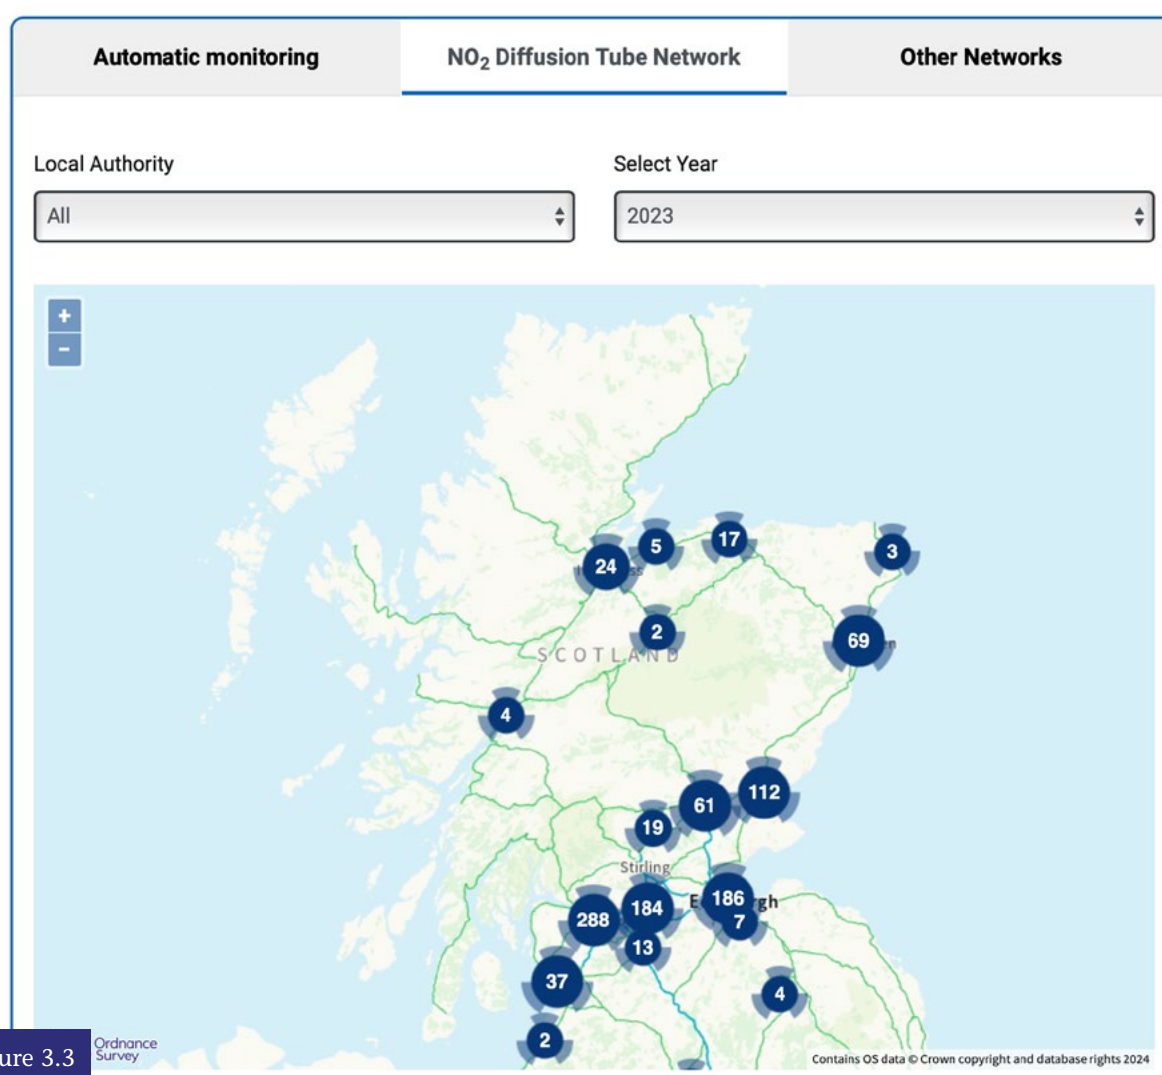 Automatic monitoring
NO₂ Diffusion Tube Network
Other Networks
Local Authority
Select Year
All
2023
+
−
5
17
3
24
2
69
SCOTLAND
4
112
61
19
Stirling
186
184
288
7
13
37
4
2
ure 3.3
Ordnance
Survey
Contains OS data © Crown copyright and database rights 2024